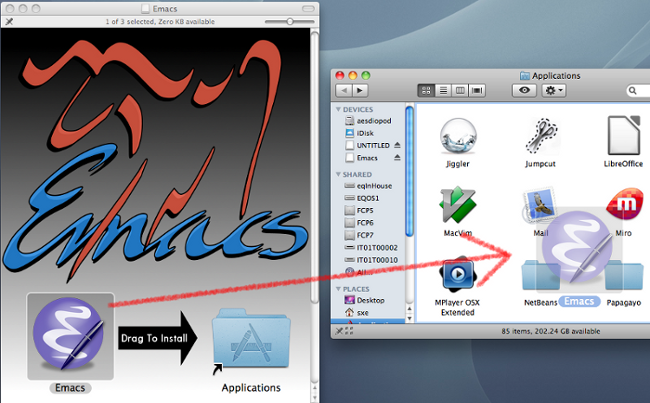 Emacs
1 of 3 selected, Zero KB available
Emacs
Emacs
Drag To Install
Applications
Applications
DEVICES
aesdiopod
iDisk
UNTITLED
Emacs
SHARED
eqlnHouse
EQOS1
FCP5
FCP6
FCP7
IT01T00002
IT01T00010
All...
PLACES
Desktop
sxe
Jiggler
Jumpcut
LibreOffice
MacVim
Mail
Miro
MPlayer OSX
Extended
NetBeans
Emacs
Papagayo
85 items, 202.24 GB available